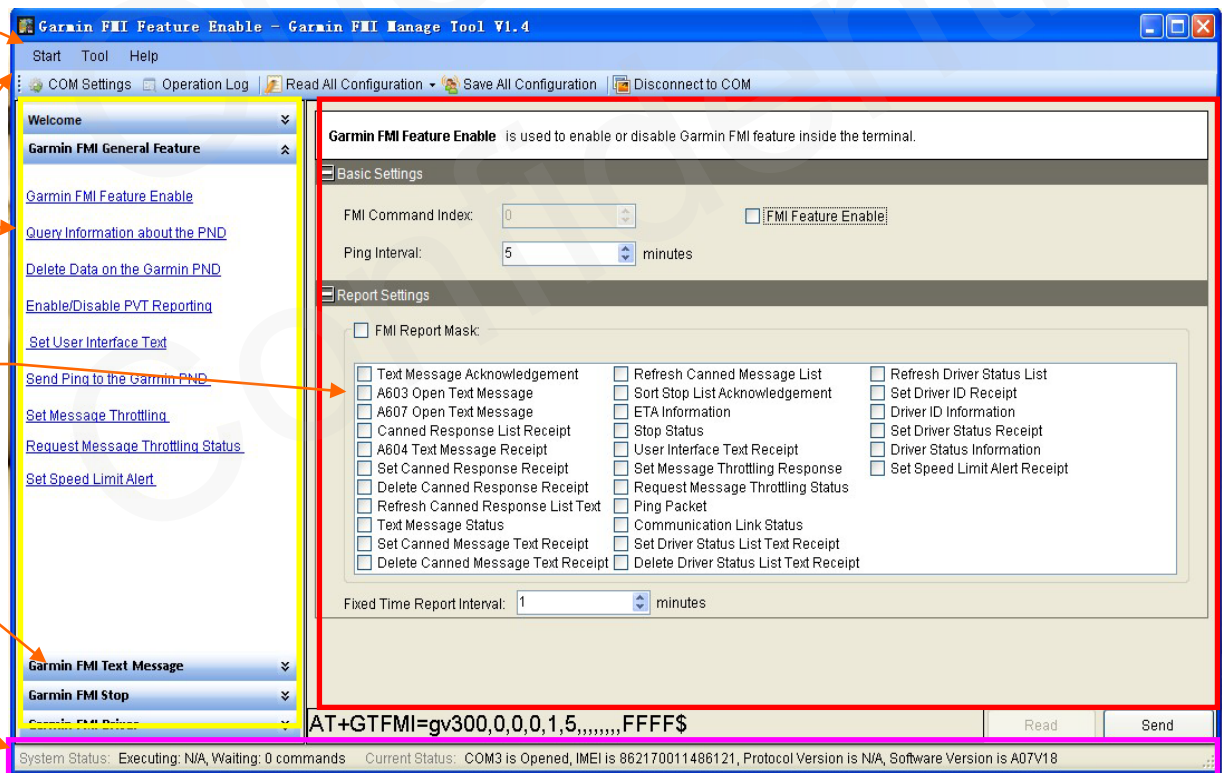 Garmin FMI Feature Enable - Garmin FMI Manage Tool V1.4
Start Tool Help
COM Settings Operation Log Read All Configuration Save All Configuration Disconnect to COM
Welcome
Garmin FMI General Feature
Garmin FMI Feature Enable
Query Information about the PND
Delete Data on the Garmin PND
Enable/Disable PVT Reporting
Set User Interface Text
Send Ping to the Garmin PND
Set Message Throttling
Request Message Throttling Status
Set Speed Limit Alert
Garmin FMI Text Message
Garmin FMI Stop
Garmin FMI Driver
Garmin FMI Feature Enable is used to enable or disable Garmin FMI feature inside the terminal.
Basic Settings
FMI Command Index: 0 FMI Feature Enable
Ping Interval: 5 minutes
Report Settings
FMI Report Mask:
Text Message Acknowledgement Refresh Canned Message List Refresh Driver Status List
A603 Open Text Message Sort Stop List Acknowledgement Set Driver ID Receipt
A607 Open Text Message ETA Information Driver ID Information
Canned Response List Receipt Stop Status Set Driver Status Receipt
A604 Text Message Receipt User Interface Text Receipt Driver Status Information
Set Canned Response Receipt Set Message Throttling Response Set Speed Limit Alert Receipt
Delete Canned Response Receipt Request Message Throttling Status
Refresh Canned Response List Text Ping Packet
Text Message Status Communication Link Status
Set Canned Message Text Receipt Set Driver Status List Text Receipt
Delete Canned Message Text Receipt Delete Driver Status List Text Receipt
Fixed Time Report Interval: 1 minutes
AT+GTFMI=gv300,0,0,0,1,5,,,,,,,,FFFF$ Read Send
System Status: Executing: N/A, Waiting: 0 commands Current Status: COM3 is Opened, IMEI is 862170011486121, Protocol Version is N/A, Software Version is A07V18